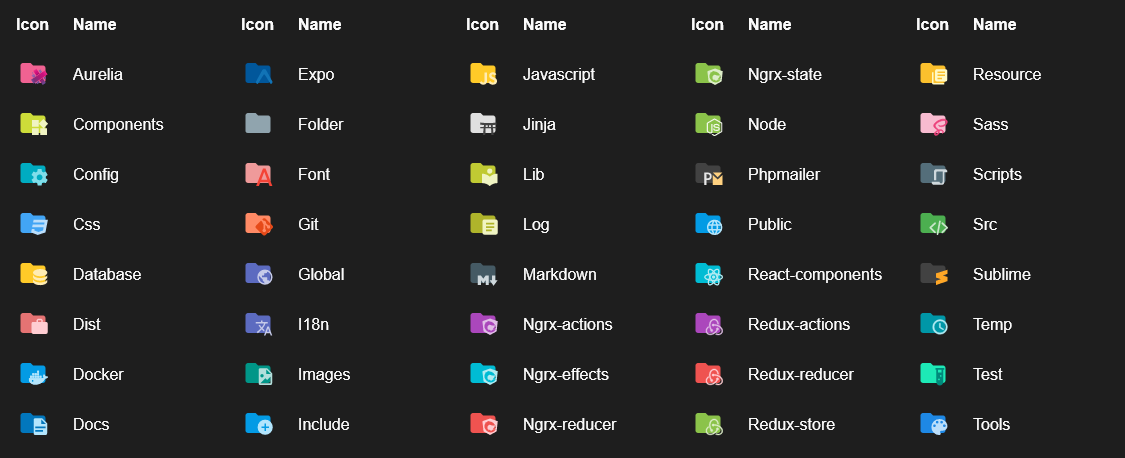 Icon Name Icon Name Icon Name Icon Name Icon Name
Aurelia Expo JS Javascript Ngrx-state Resource
Components Folder Jinja JS Node Sass
Config A Font Lib P Phpmailer Scripts
Css Git Log Public Src
Database Global M Markdown React-components Sublime
Dist 文A I18n Ngrx-actions Redux-actions Temp
Docker Images Ngrx-effects Redux-reducer Test
Docs Include Ngrx-reducer Redux-store Tools